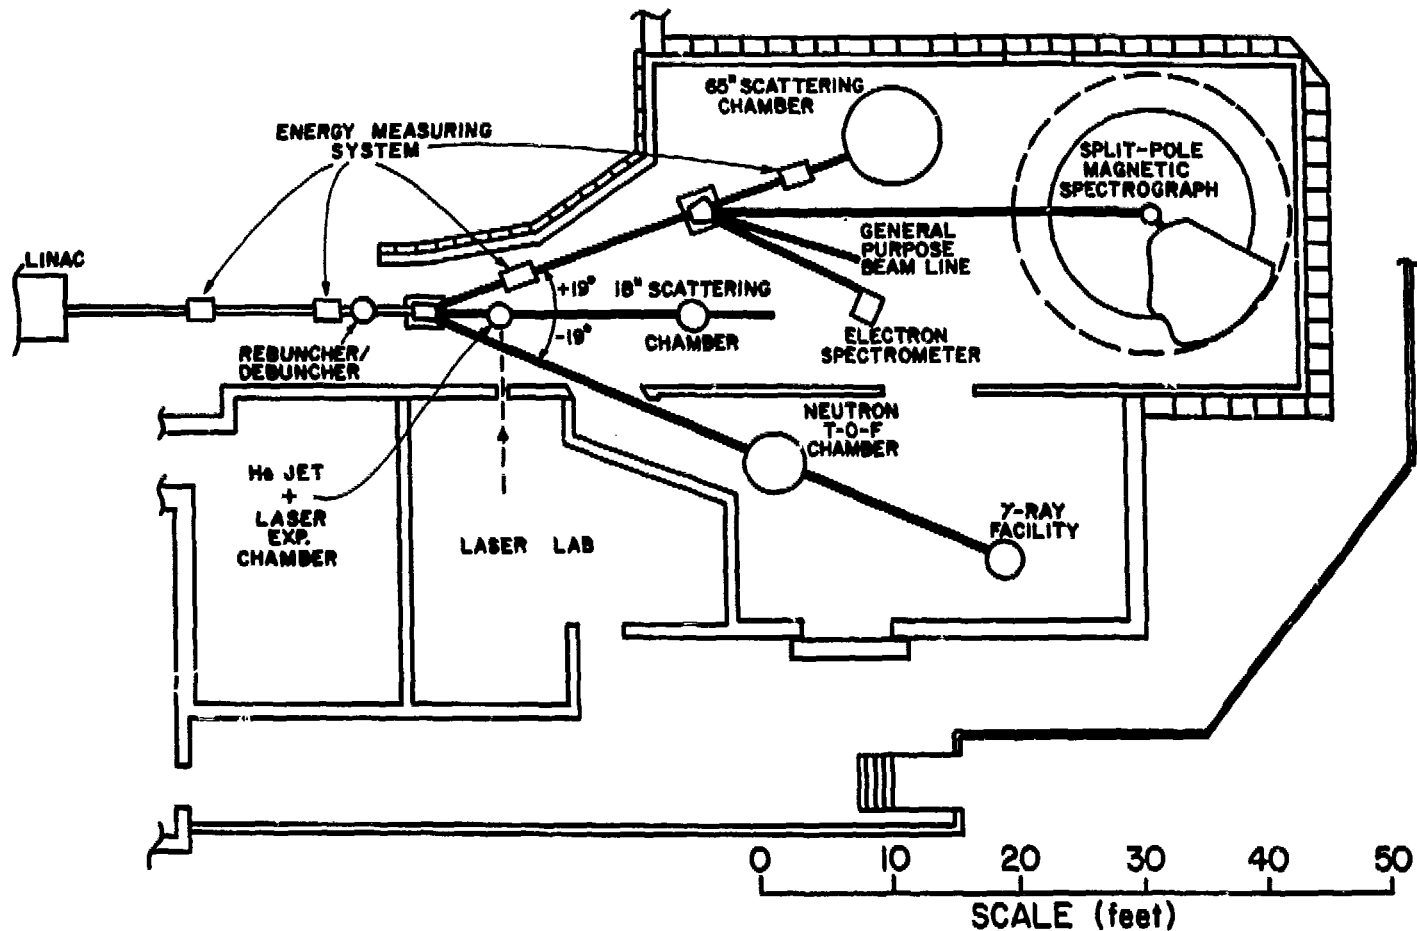 65" SCATTERING
CHAMBER
ENERGY MEASURING
SYSTEM
SPLIT-POLE
MAGNETIC
SPECTROGRAPH
GENERAL
PURPOSE
BEAM LINE
LINAC
+19°
18" SCATTERING
CHAMBER
-19°
ELECTRON
SPECTROMETER
REBUNCHER/
DEBUNCHER
NEUTRON
T-O-F
CHAMBER
He JET
+
LASER
EXP.
CHAMBER
LASER LAB
γ-RAY
FACILITY
0 10 20 30 40 50
SCALE (feet)